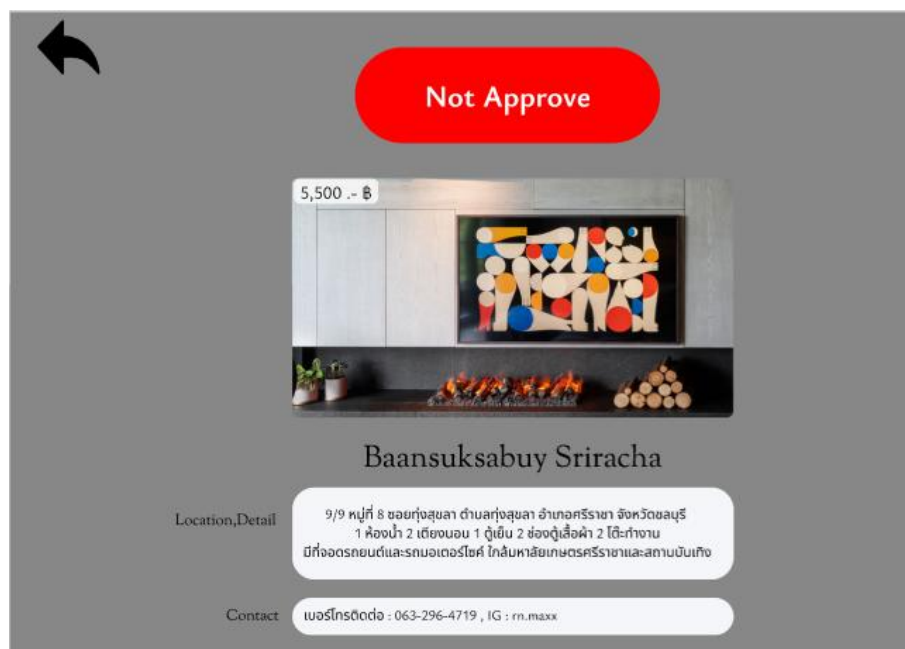 Not Approve
5,500 .- ฿
Baansuksabuy Sriracha
Location,Detail
9/9 หมู่ที่ 8 ซอยทุ่งสุขลา ตำบลทุ่งสุขลา อำเภอศรีราชา จังหวัดชลบุรี
1 ห้องน้ำ 2 เตียงนอน 1 ตู้เย็น 2 ช่องตู้เสื้อผ้า 2 โต๊ะทำงาน
มีที่จอดรถยนต์และรถมอเตอร์ไซค์ ใกล้มหาลัยเกษตรศรีราชาและสถานบันเทิง
Contact
เบอร์โทรติดต่อ : 063-296-4719 , IG : rn.maxx